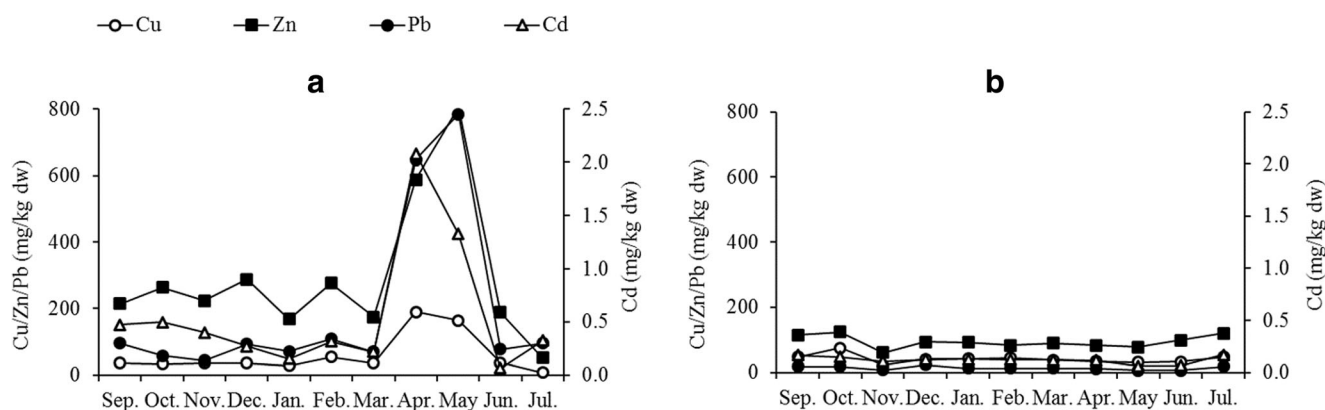 Cu Zn Pb Cd
a
800
600
400
200
0
Cu/Zn/Pb (mg/kg dw)
2.5
2.0
1.5
1.0
0.5
0.0
Cd (mg/kg dw)
Sep. Oct. Nov. Dec. Jan. Feb. Mar. Apr. May Jun. Jul.
b
800
600
400
200
0
Cu/Zn/Pb (mg/kg dw)
2.5
2.0
1.5
1.0
0.5
0.0
Cd (mg/kg dw)
Sep. Oct. Nov. Dec. Jan. Feb. Mar. Apr. May Jun. Jul.